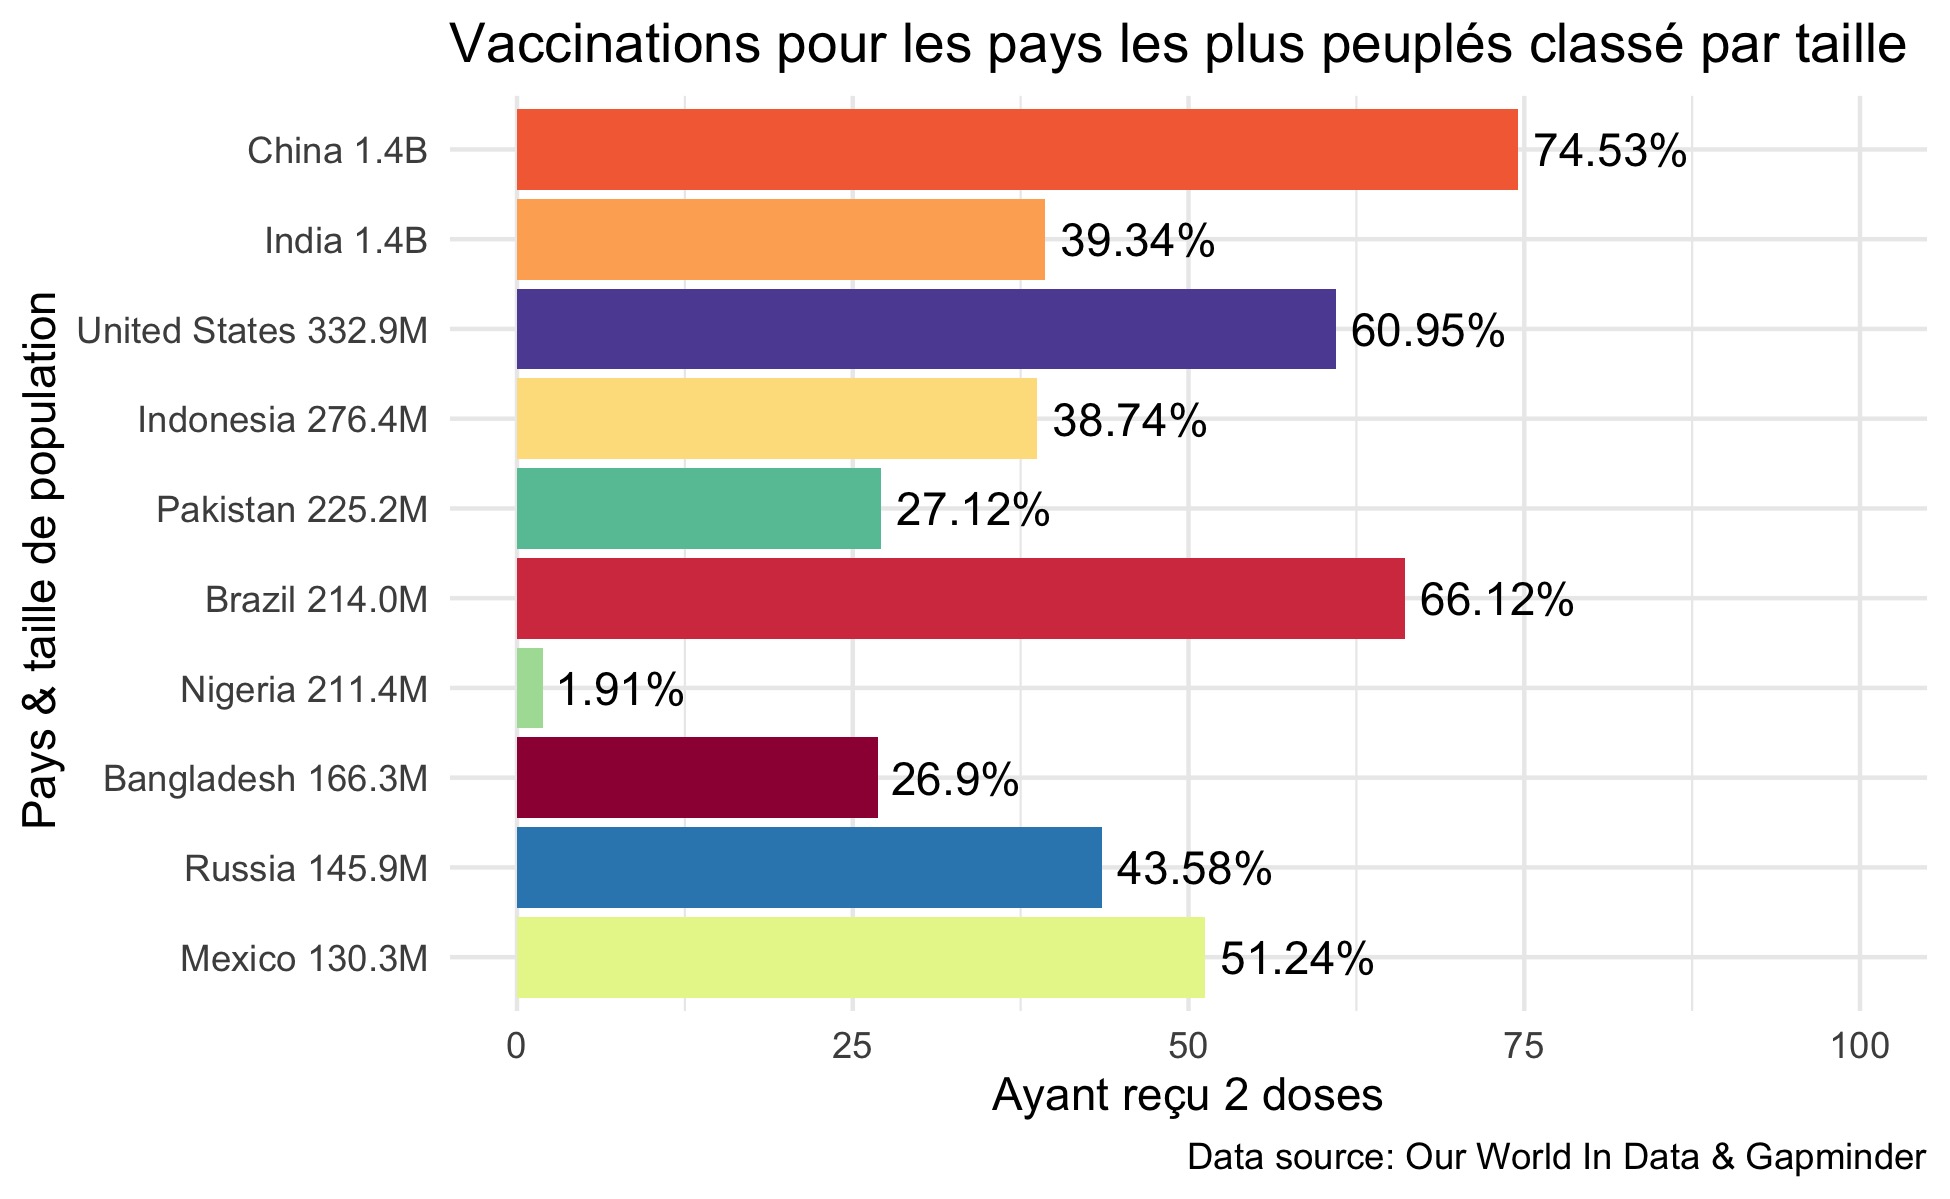 Vaccinations pour les pays les plus peuplés classé par taille
Pays & taille de population
China 1.4B 74.53%
India 1.4B 39.34%
United States 332.9M 60.95%
Indonesia 276.4M 38.74%
Pakistan 225.2M 27.12%
Brazil 214.0M 66.12%
Nigeria 211.4M 1.91%
Bangladesh 166.3M 26.9%
Russia 145.9M 43.58%
Mexico 130.3M 51.24%
0 25 50 75 100
Ayant reçu 2 doses
Data source: Our World In Data & Gapminder